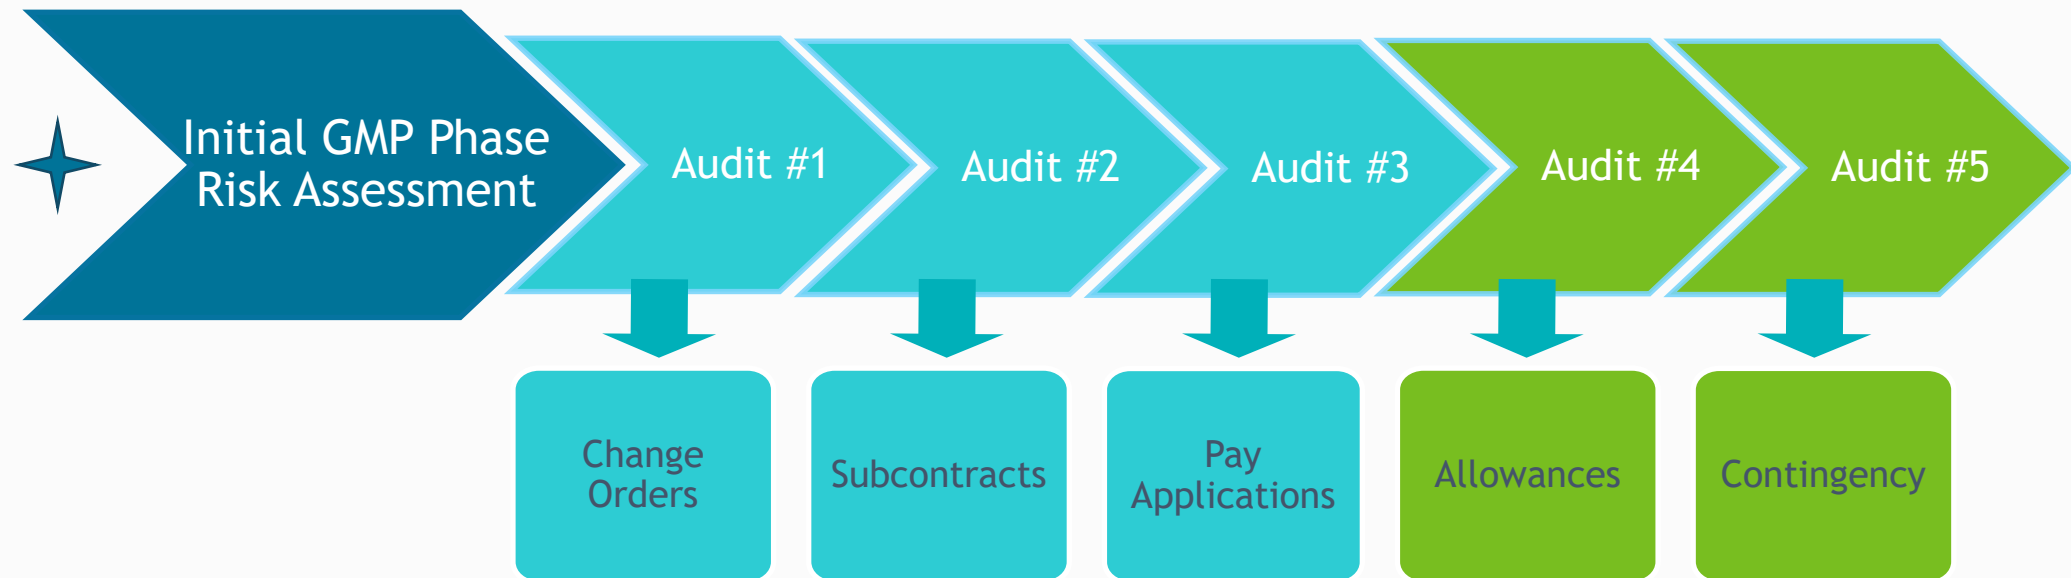 Initial GMP Phase
Risk Assessment
Audit #1
Audit #2
Audit #3
Audit #4
Audit #5
Change
Orders
Subcontracts
Pay
Applications
Allowances
Contingency